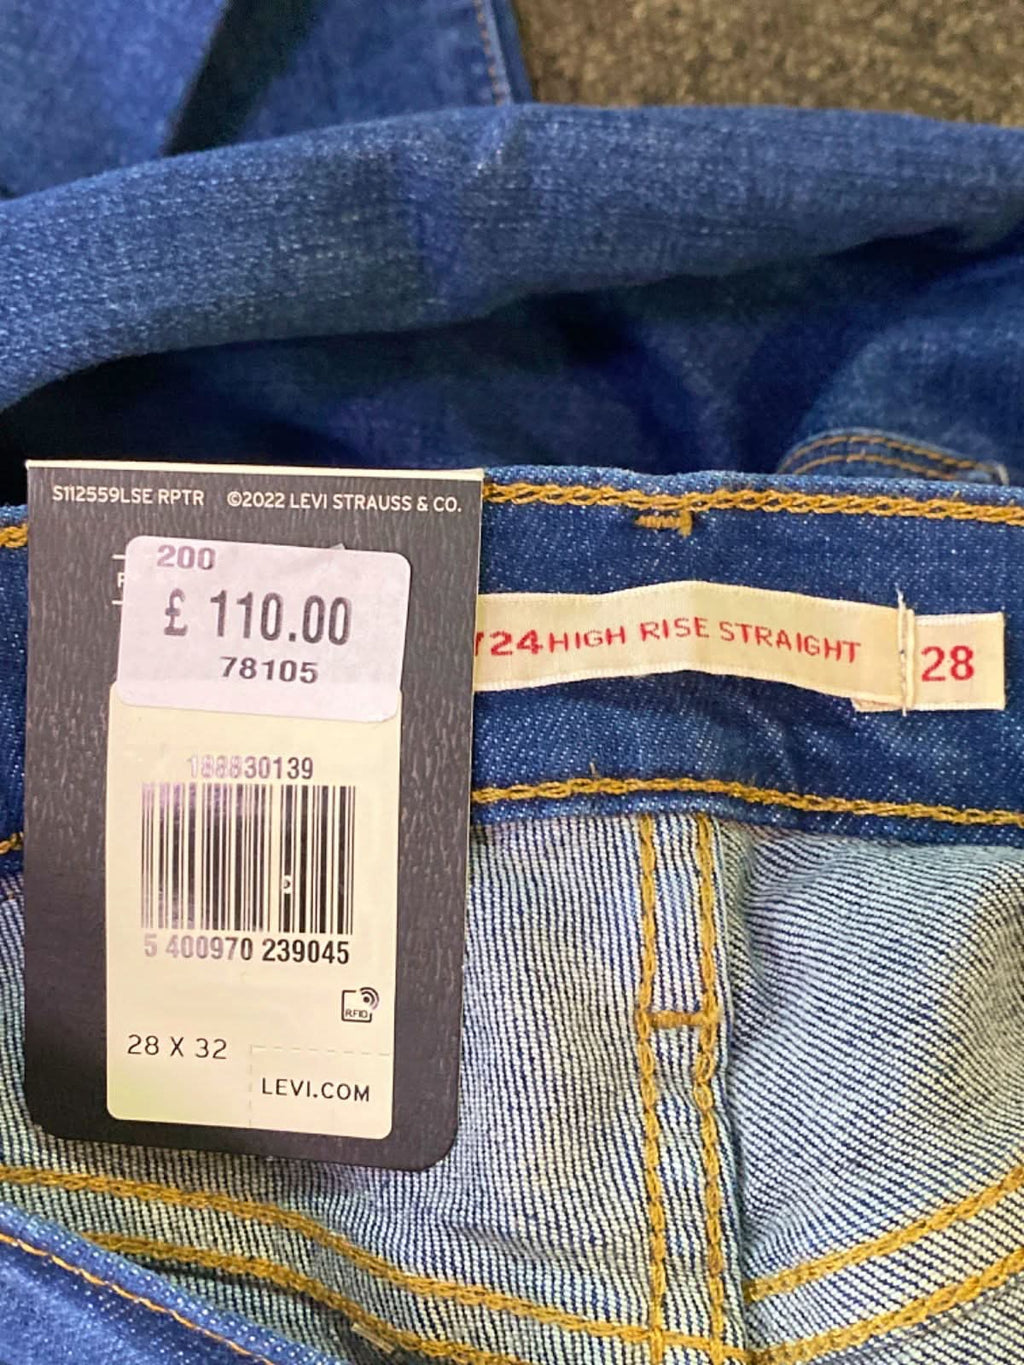 S112559LSE RPTR ©2022 LEVI STRAUSS & CO.
200
£ 110.00
78105
724 HIGH RISE STRAIGHT
28
188830139
5 400970 239045
RFID
28 X 32
LEVI.COM